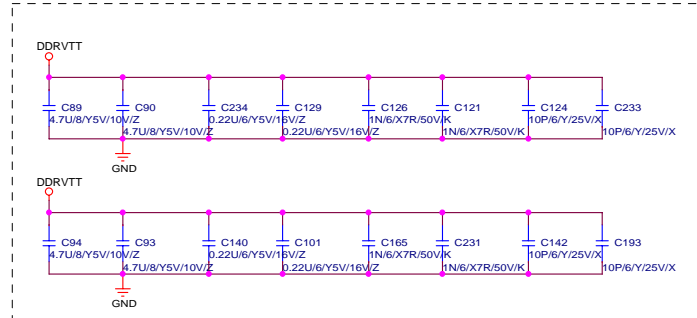 DDRVTT
C89 C90 C234 C129 C126 C121 C124 C233
4.7U/8/Y5V/10V/Z 0.22U/6/Y5V/16V/Z 1N/6/X7R/50V/K 10P/6/Y/25V/X
4.7U/8/Y5V/10V/Z 0.22U/6/Y5V/16V/Z 1N/6/X7R/50V/K 10P/6/Y/25V/X
GND
DDRVTT
C94 C93 C140 C101 C165 C231 C142 C193
4.7U/8/Y5V/10V/Z 0.22U/6/Y5V/16V/Z 1N/6/X7R/50V/K 10P/6/Y/25V/X
4.7U/8/Y5V/10V/Z 0.22U/6/Y5V/16V/Z 1N/6/X7R/50V/K 10P/6/Y/25V/X
GND